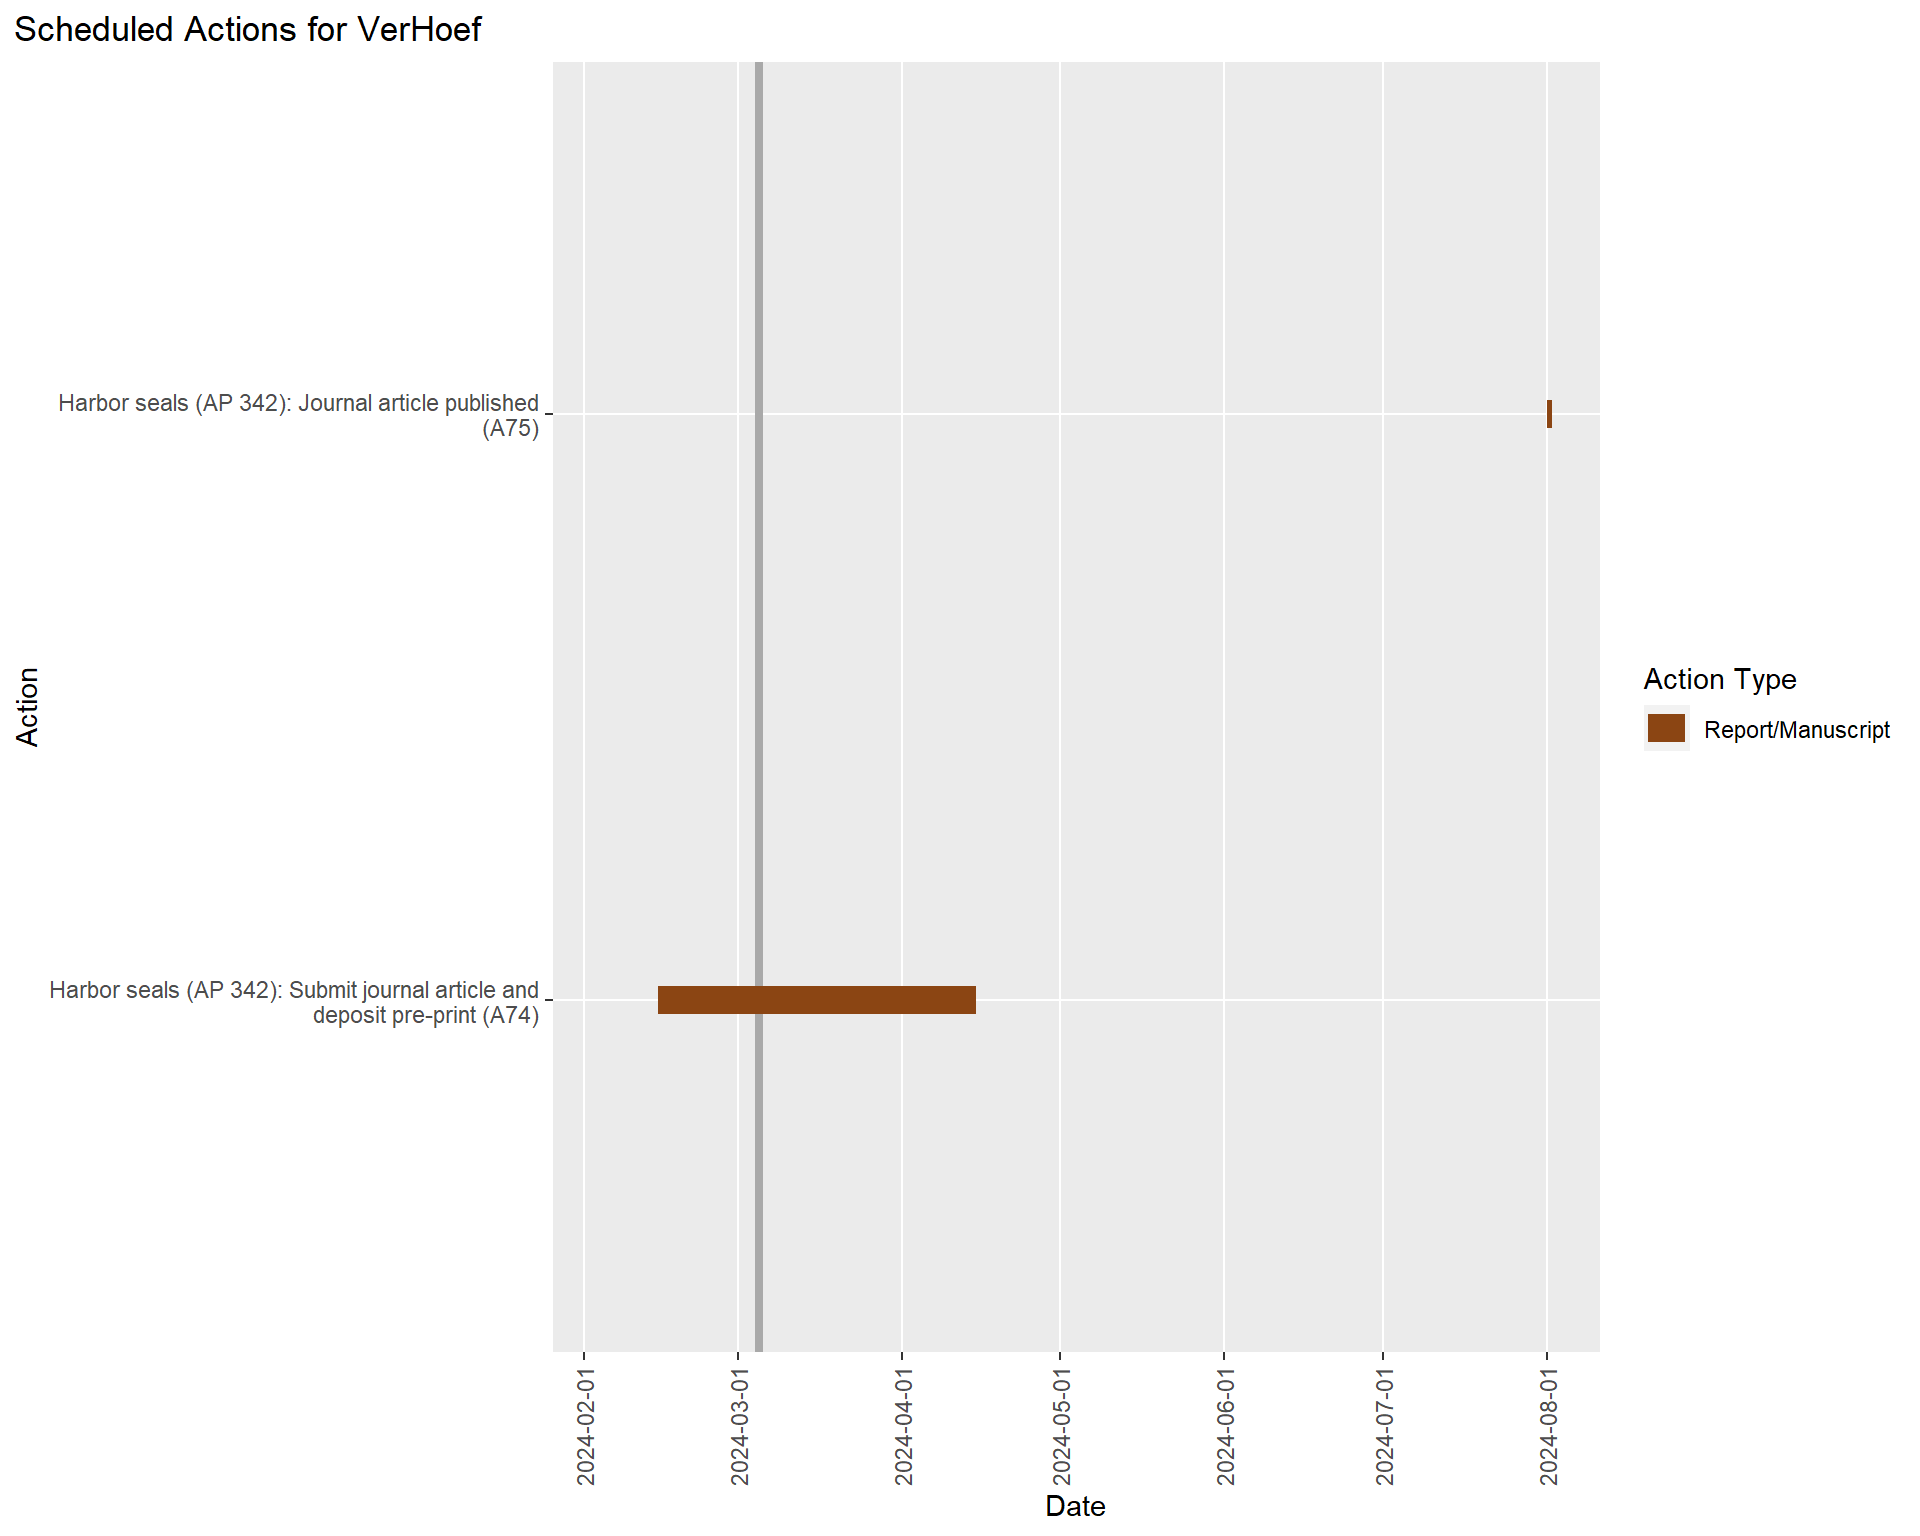 Scheduled Actions for VerHoef
Harbor seals (AP 342): Journal article published
(A75)
Action
Harbor seals (AP 342): Submit journal article and
deposit pre-print (A74)
Action Type
Report/Manuscript
2024-02-01
2024-03-01
2024-04-01
2024-05-01
2024-06-01
2024-07-01
2024-08-01
Date